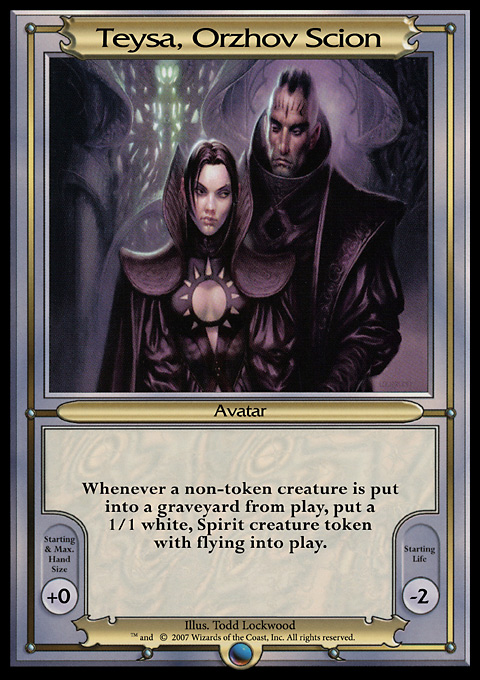 Teysa, Orzhov Scion
Avatar
Whenever a non-token creature is put
into a graveyard from play, put a
1/1 white, Spirit creature token
with flying into play.
Starting
& Max.
Hand
Size
+0
Starting
Life
-2
Illus. Todd Lockwood
™ and © 2007 Wizards of the Coast, Inc. All rights reserved.